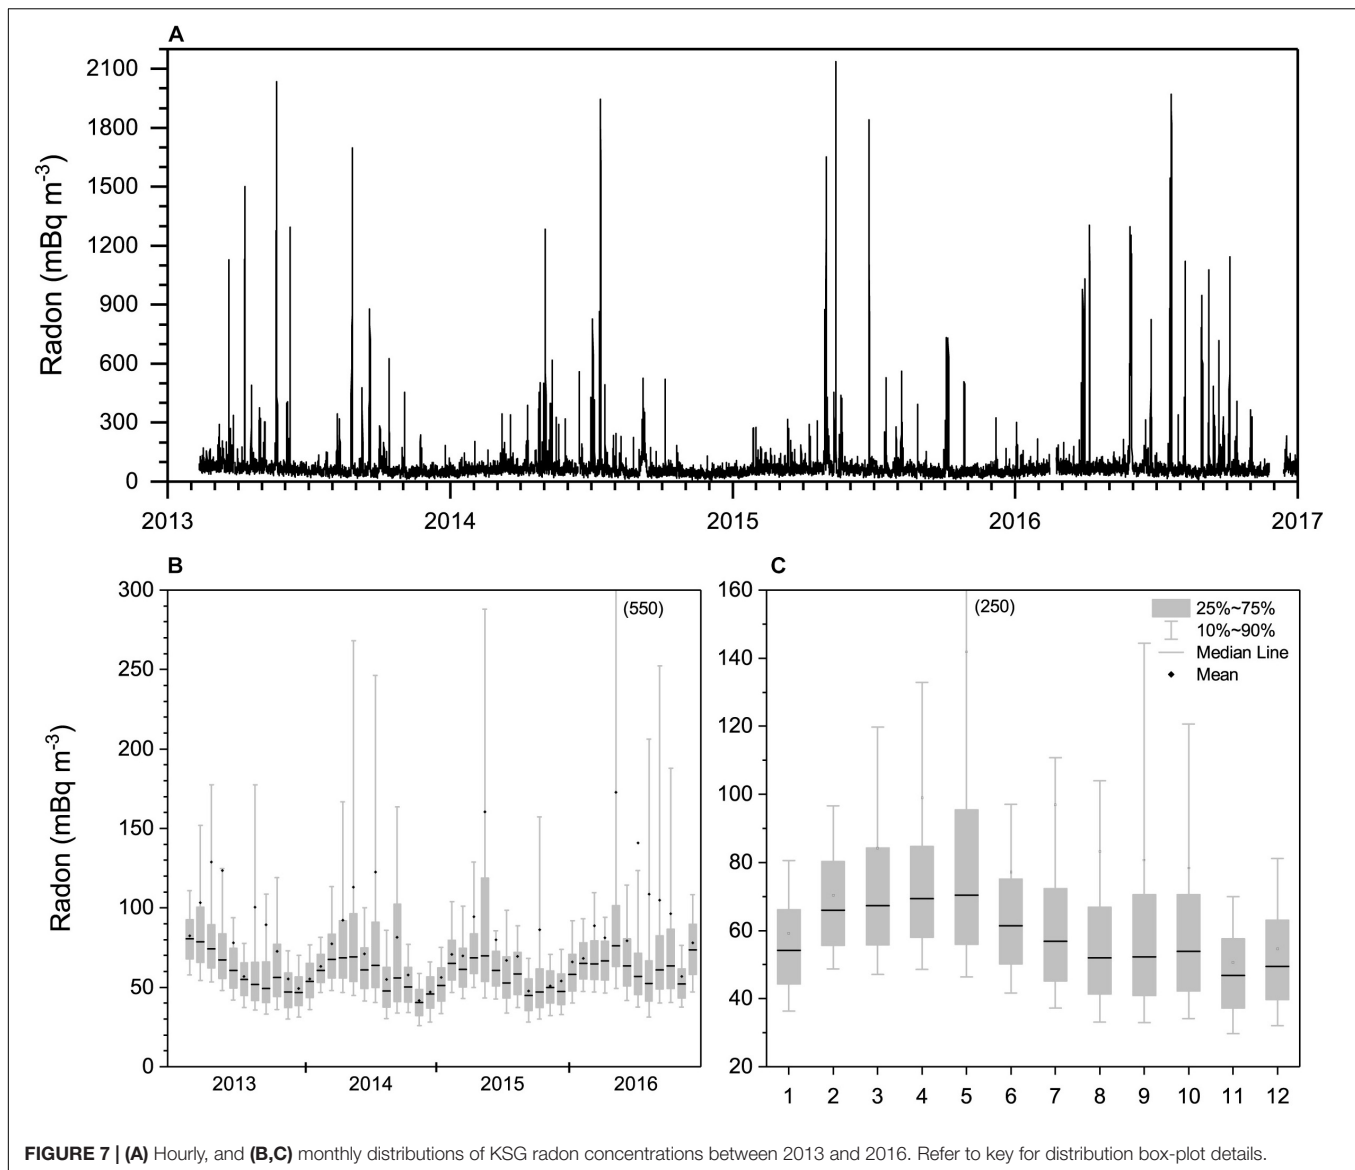 A
Radon (mBq m-3)
2100
1800
1500
1200
900
600
300
0
2013 2014 2015 2016 2017
B
Radon (mBq m-3)
300
250
200
150
100
50
0
(550)
2013 2014 2015 2016
C
160
140
120
100
80
60
40
20
(250)
25%~75%
10%~90%
Median Line
Mean
1 2 3 4 5 6 7 8 9 10 11 12
FIGURE 7 | (A) Hourly, and (B,C) monthly distributions of KSG radon concentrations between 2013 and 2016. Refer to key for distribution box-plot details.